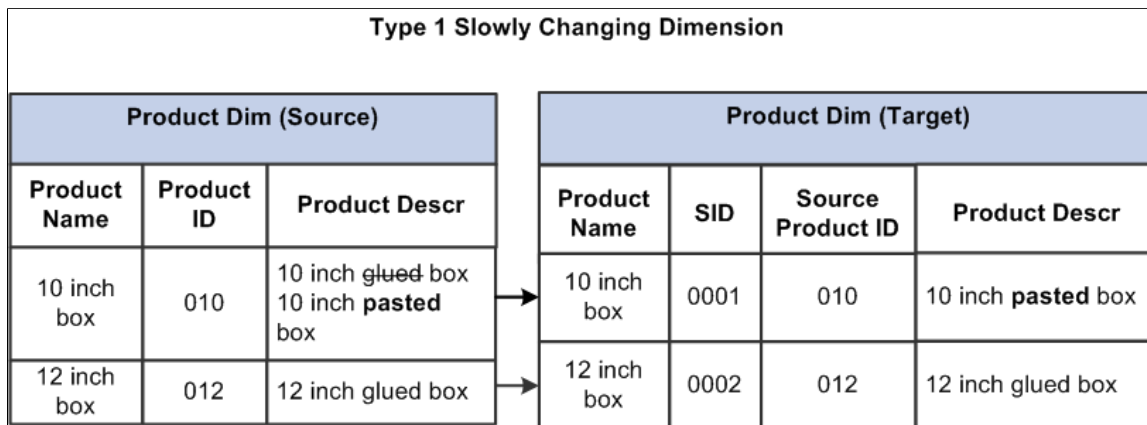 Type 1 Slowly Changing Dimension
Product Dim (Source)
Product
Name
Product
ID
Product Descr
10 inch
box
010
10 inch glued box
10 inch pasted
box
12 inch
box
012
12 inch glued box
Product Dim (Target)
Product
Name
SID
Source
Product ID
Product Descr
10 inch
box
0001
010
10 inch pasted box
12 inch
box
0002
012
12 inch glued box